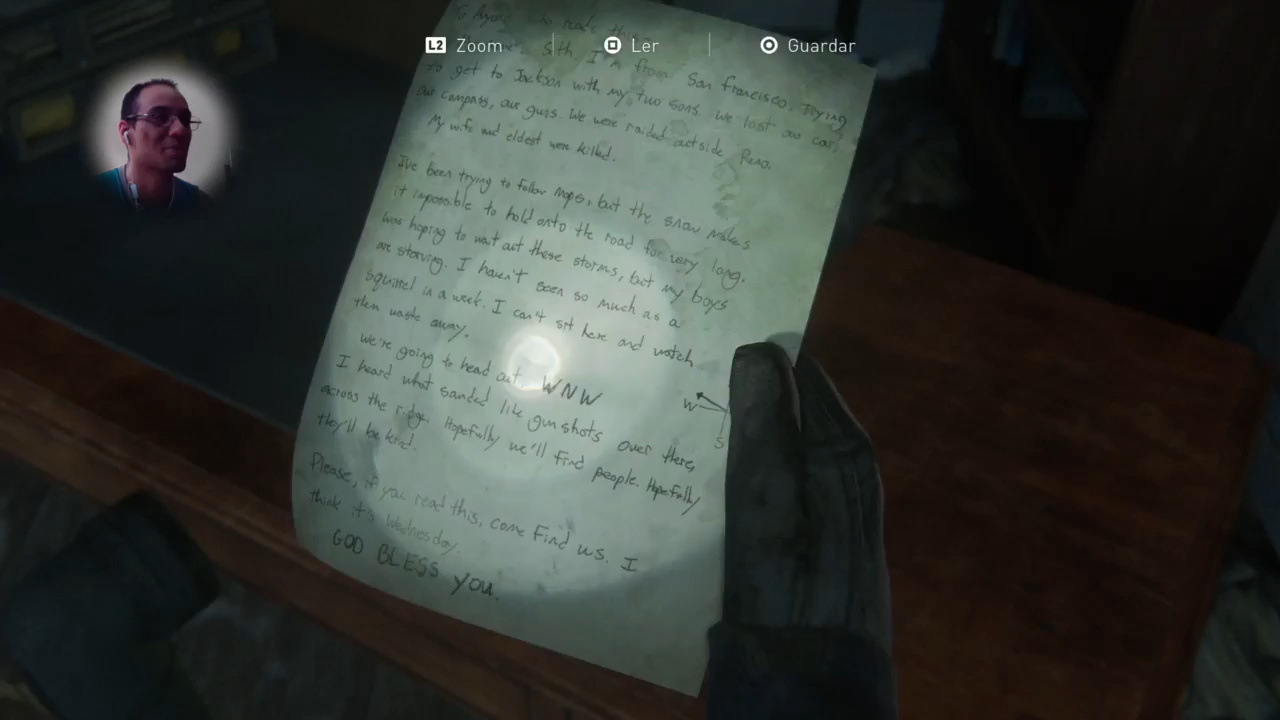 L2 Zoom Ler Guardar
To Anyone who reads this,
Seth. I'm from San Francisco. Trying
to get to Jackson with my two sons. We lost our car,
our compass, our guns. We were raided outside Reno.
My wife and eldest were killed.
I've been trying to follow maps, but the snow makes
it impossible to hold onto the road for very long.
was hoping to wait out these storms, but my boys
are starving. I haven't seen so much as a
squirrel in a week. I can't sit here and watch
them waste away.
We're going to head out WNW
W
S
I heard what sounded like gunshots over there,
across the ridge. Hopefully we'll find people. Hopefully
they'll be kind.
Please, if you read this, come find us. I
think it's Wednesday.
GOD BLESS YOU.